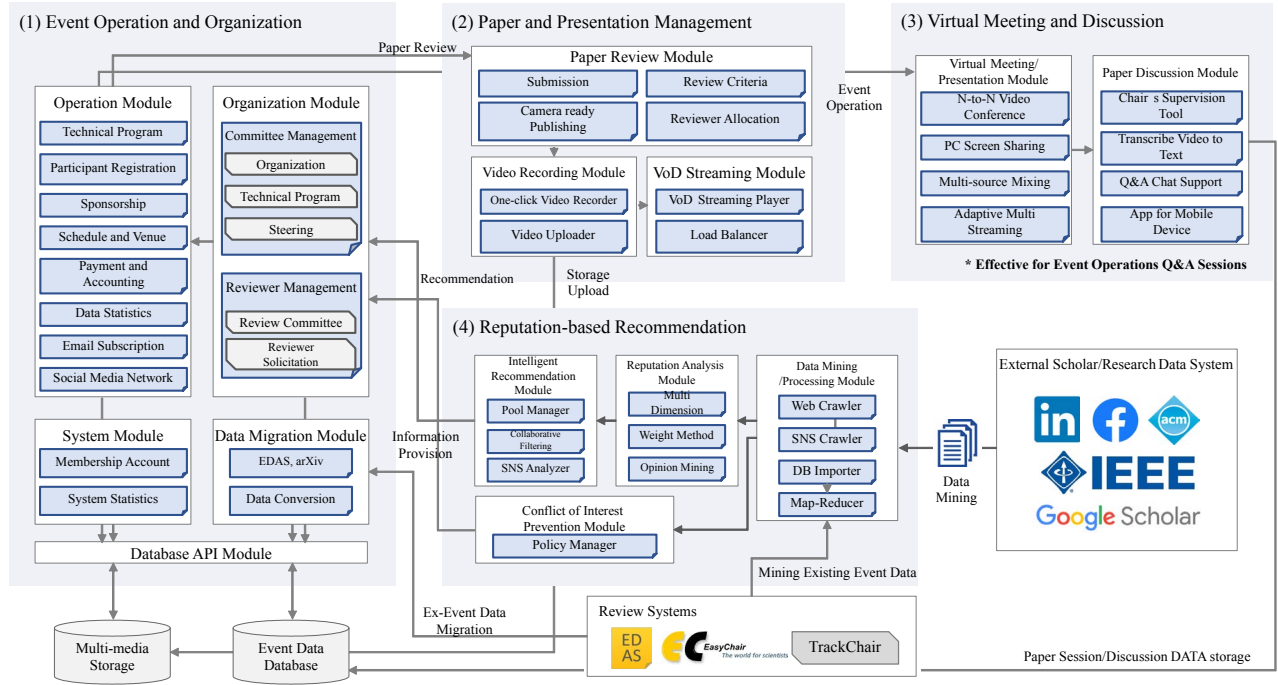 (1) Event Operation and Organization
Operation Module
Technical Program
Participant Registration
Sponsorship
Schedule and Venue
Payment and
Accounting
Data Statistics
Email Subscription
Social Media Network
Organization Module
Committee Management
Organization
Technical Program
Steering
Reviewer Management
Review Committee
Reviewer
Solicitation
System Module
Membership Account
System Statistics
Data Migration Module
EDAS, arXiv
Data Conversion
Database API Module
Multi-media
Storage
Event Data
Database
Paper Review
(2) Paper and Presentation Management
Paper Review Module
Submission
Review Criteria
Camera ready
Publishing
Reviewer Allocation
Video Recording Module
One-click Video Recorder
Video Uploader
VoD Streaming Module
VoD Streaming Player
Load Balancer
Event
Operation
Storage
Upload
Recommendation
(3) Virtual Meeting and Discussion
Virtual Meeting/
Presentation Module
N-to-N Video
Conference
PC Screen Sharing
Multi-source Mixing
Adaptive Multi
Streaming
Paper Discussion Module
Chair s Supervision
Tool
Transcribe Video to
Text
Q&A Chat Support
App for Mobile
Device
* Effective for Event Operations Q&A Sessions
(4) Reputation-based Recommendation
Intelligent
Recommendation
Module
Pool Manager
Collaborative
Filtering
SNS Analyzer
Reputation Analysis
Module
Multi
Dimension
Weight Method
Opinion Mining
Data Mining
/Processing Module
Web Crawler
SNS Crawler
DB Importer
Map-Reducer
Conflict of Interest
Prevention Module
Policy Manager
Information
Provision
Data
Mining
External Scholar/Research Data System
in
f
acm
IEEE
Google Scholar
Mining Existing Event Data
Ex-Event Data
Migration
Review Systems
ED
AS
EC
EasyChair
The world for scientists
TrackChair
Paper Session/Discussion DATA storage